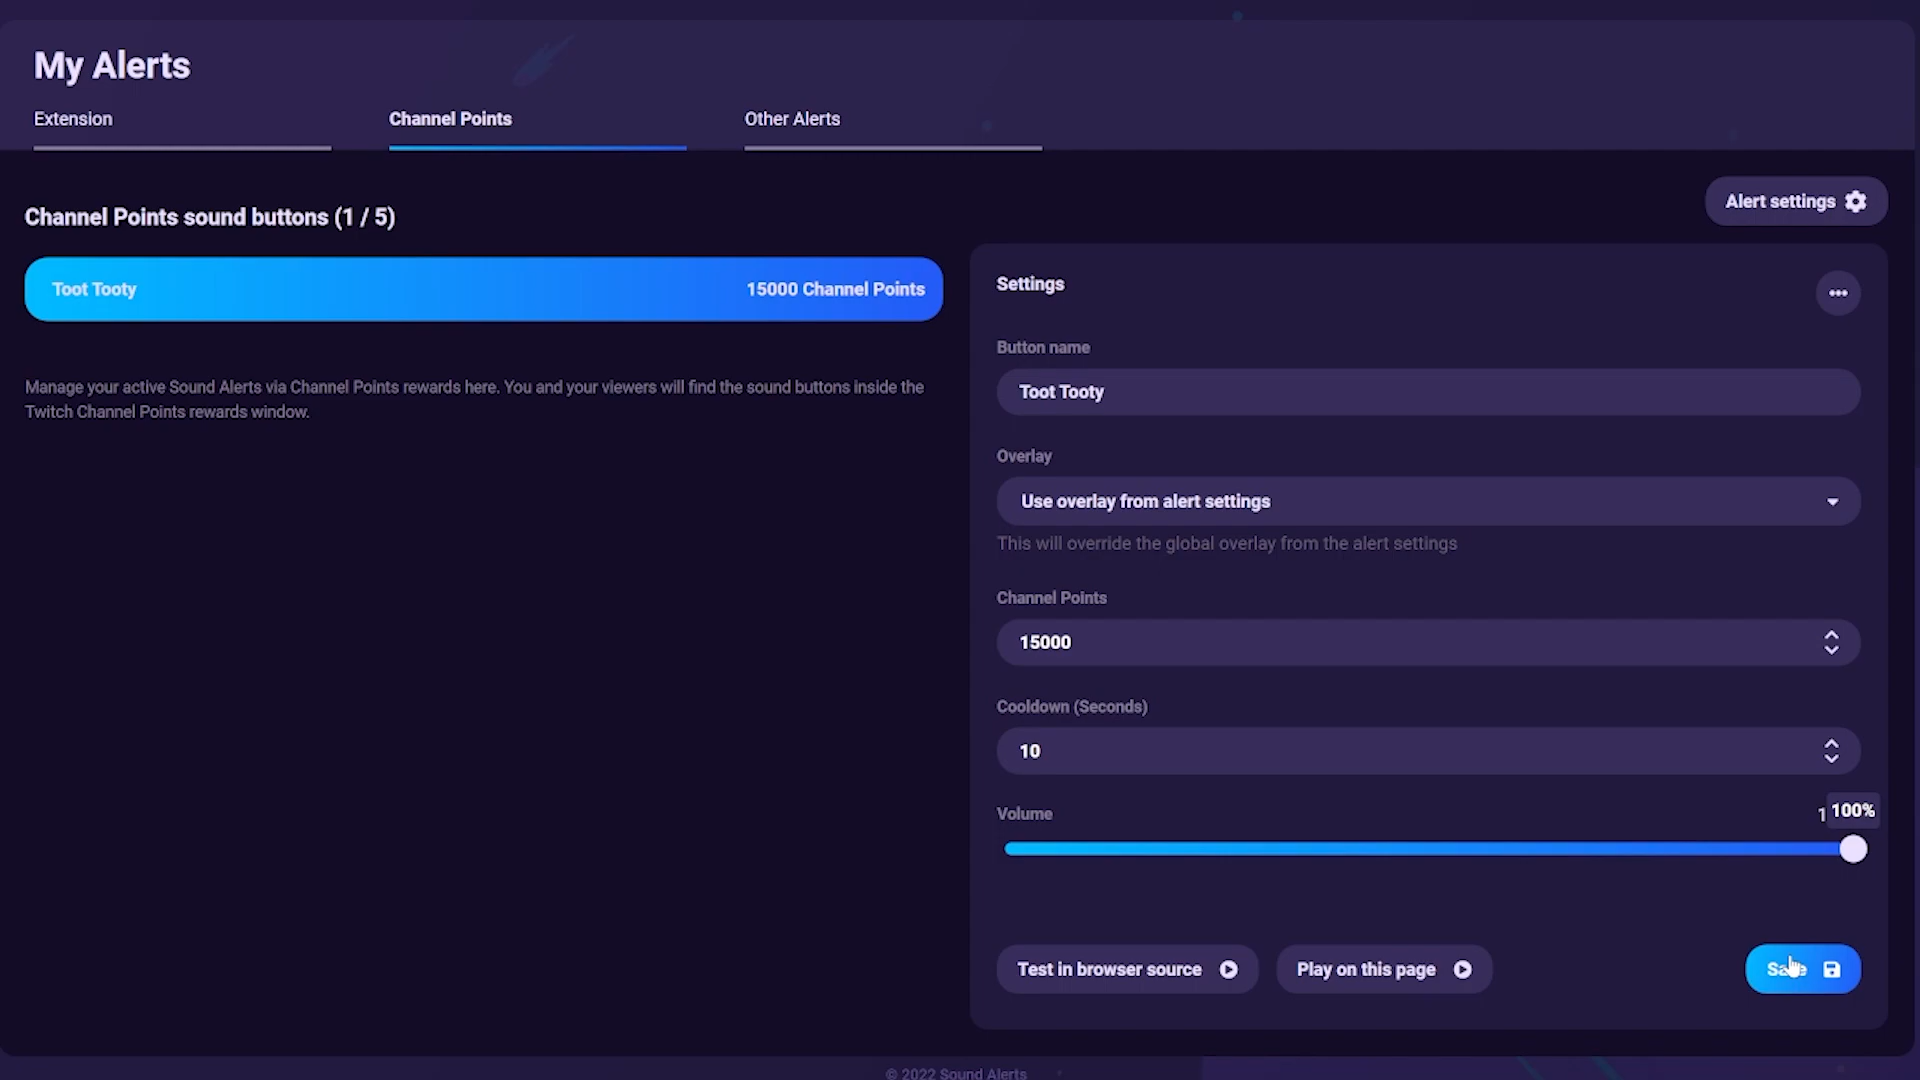 My Alerts
Extension
Channel Points
Other Alerts
Alert settings
Channel Points sound buttons (1 / 5)
Toot Tooty
15000 Channel Points
Manage your active Sound Alerts via Channel Points rewards here. You and your viewers will find the sound buttons inside the
Twitch Channel Points rewards window.
Settings
Button name
Toot Tooty
Overlay
Use overlay from alert settings
This will override the global overlay from the alert settings
Channel Points
15000
Cooldown (Seconds)
10
Volume
100%
Test in browser source
Play on this page
Save
© 2022 Sound Alerts